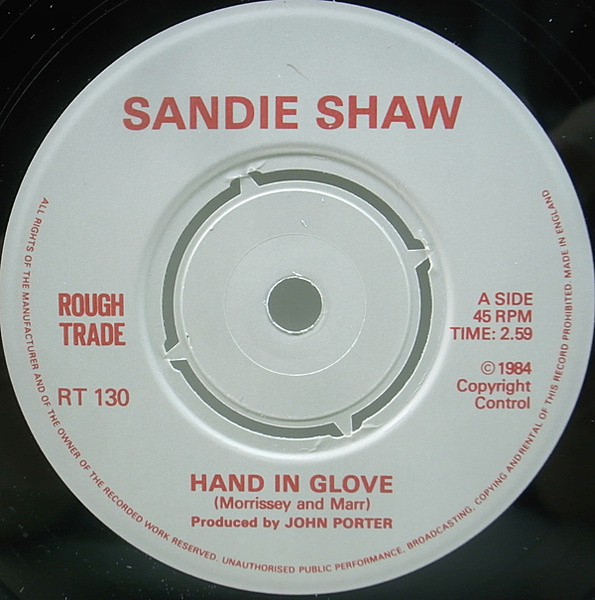 SANDIE SHAW
ROUGH
TRADE
RT 130
A SIDE
45 RPM
TIME: 2.59
©1984
Copyright
Control
HAND IN GLOVE
(Morrissey and Marr)
Produced by JOHN PORTER
ALL RIGHTS OF THE MANUFACTURER AND OF THE OWNER OF THE RECORDED WORK RESERVED. UNAUTHORISED PUBLIC PERFORMANCE, BROADCASTING, COPYING AND RENTAL OF THIS RECORD PROHIBITED MADE IN ENGLAND